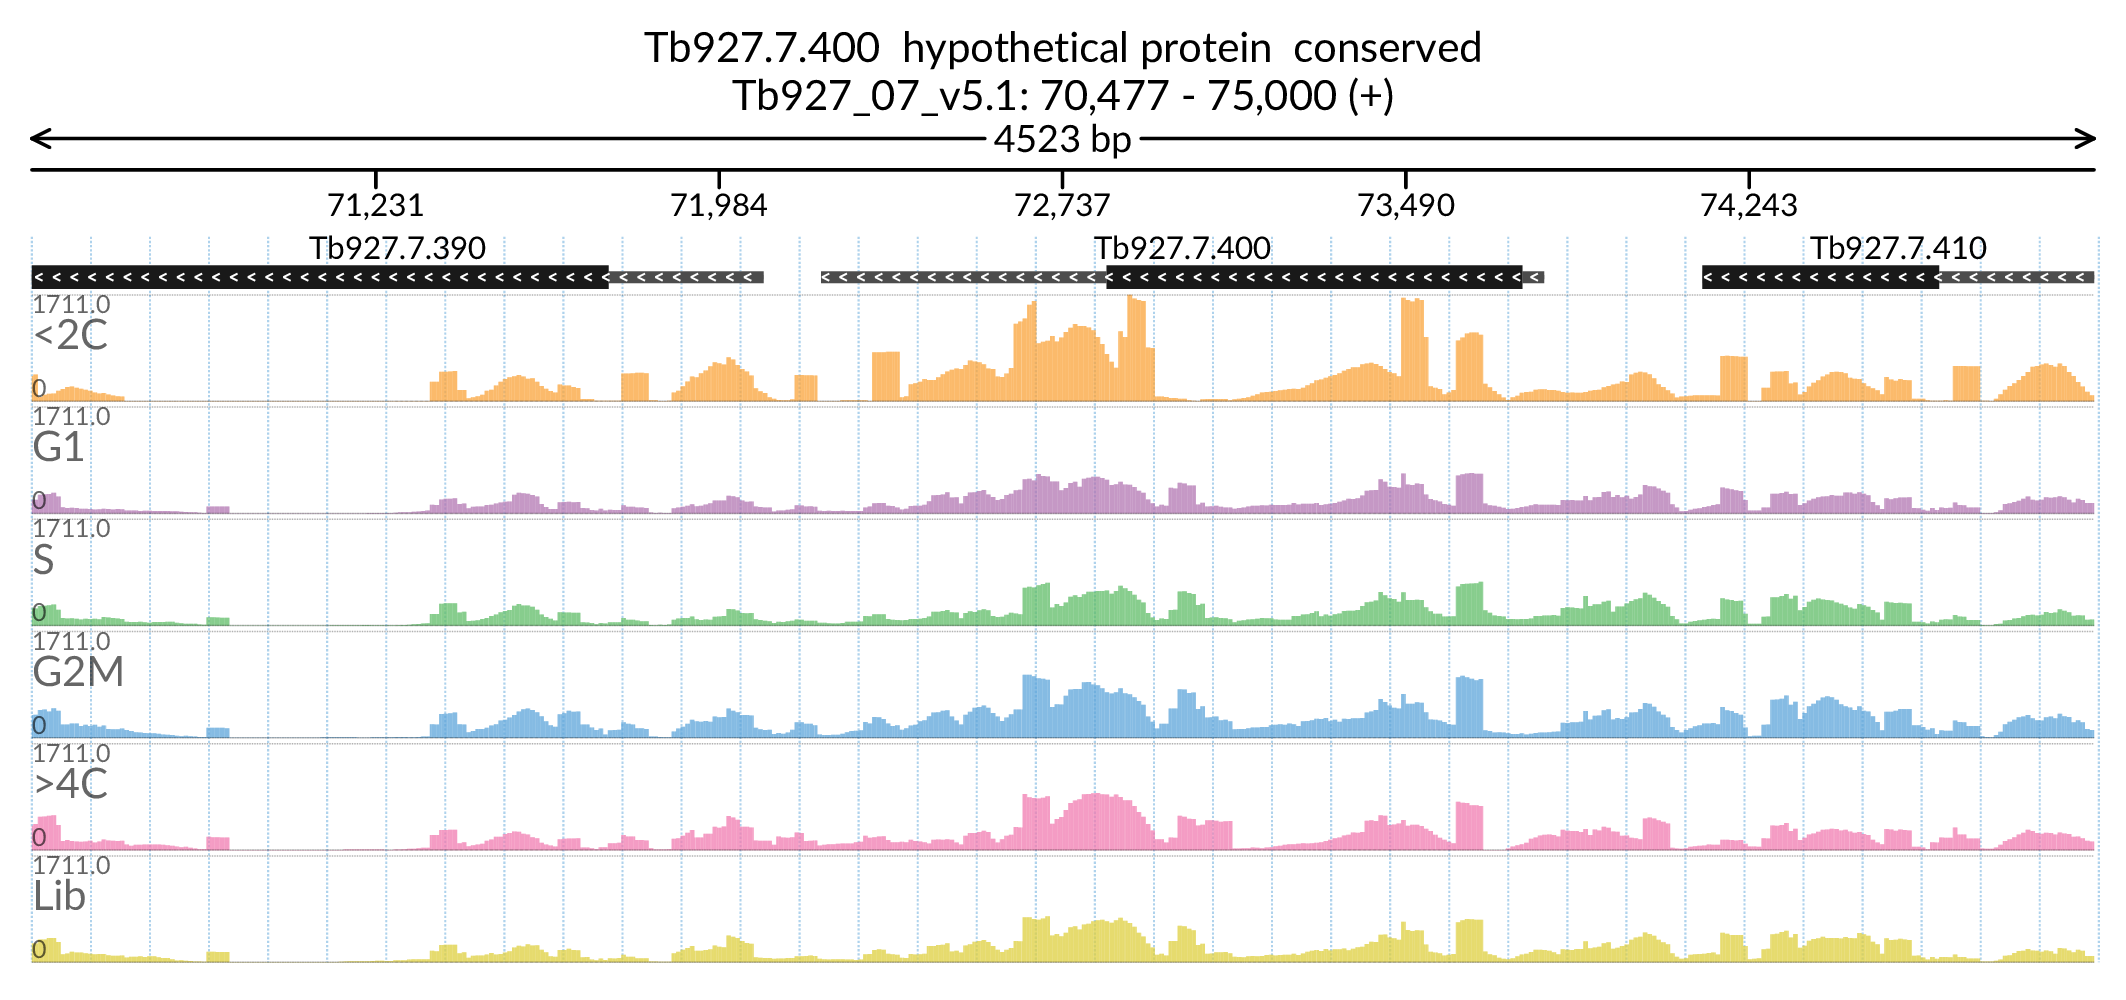 Tb927.7.400  hypothetical protein  conserved
Tb927_07_v5.1: 70,477 - 75,000 (+)
4523 bp
71,231 71,984 72,737 73,490 74,243
Tb927.7.390 Tb927.7.400 Tb927.7.410
1711.0
<2C
0
1711.0
G1
0
1711.0
S
0
1711.0
G2M
0
1711.0
>4C
0
1711.0
Lib
0